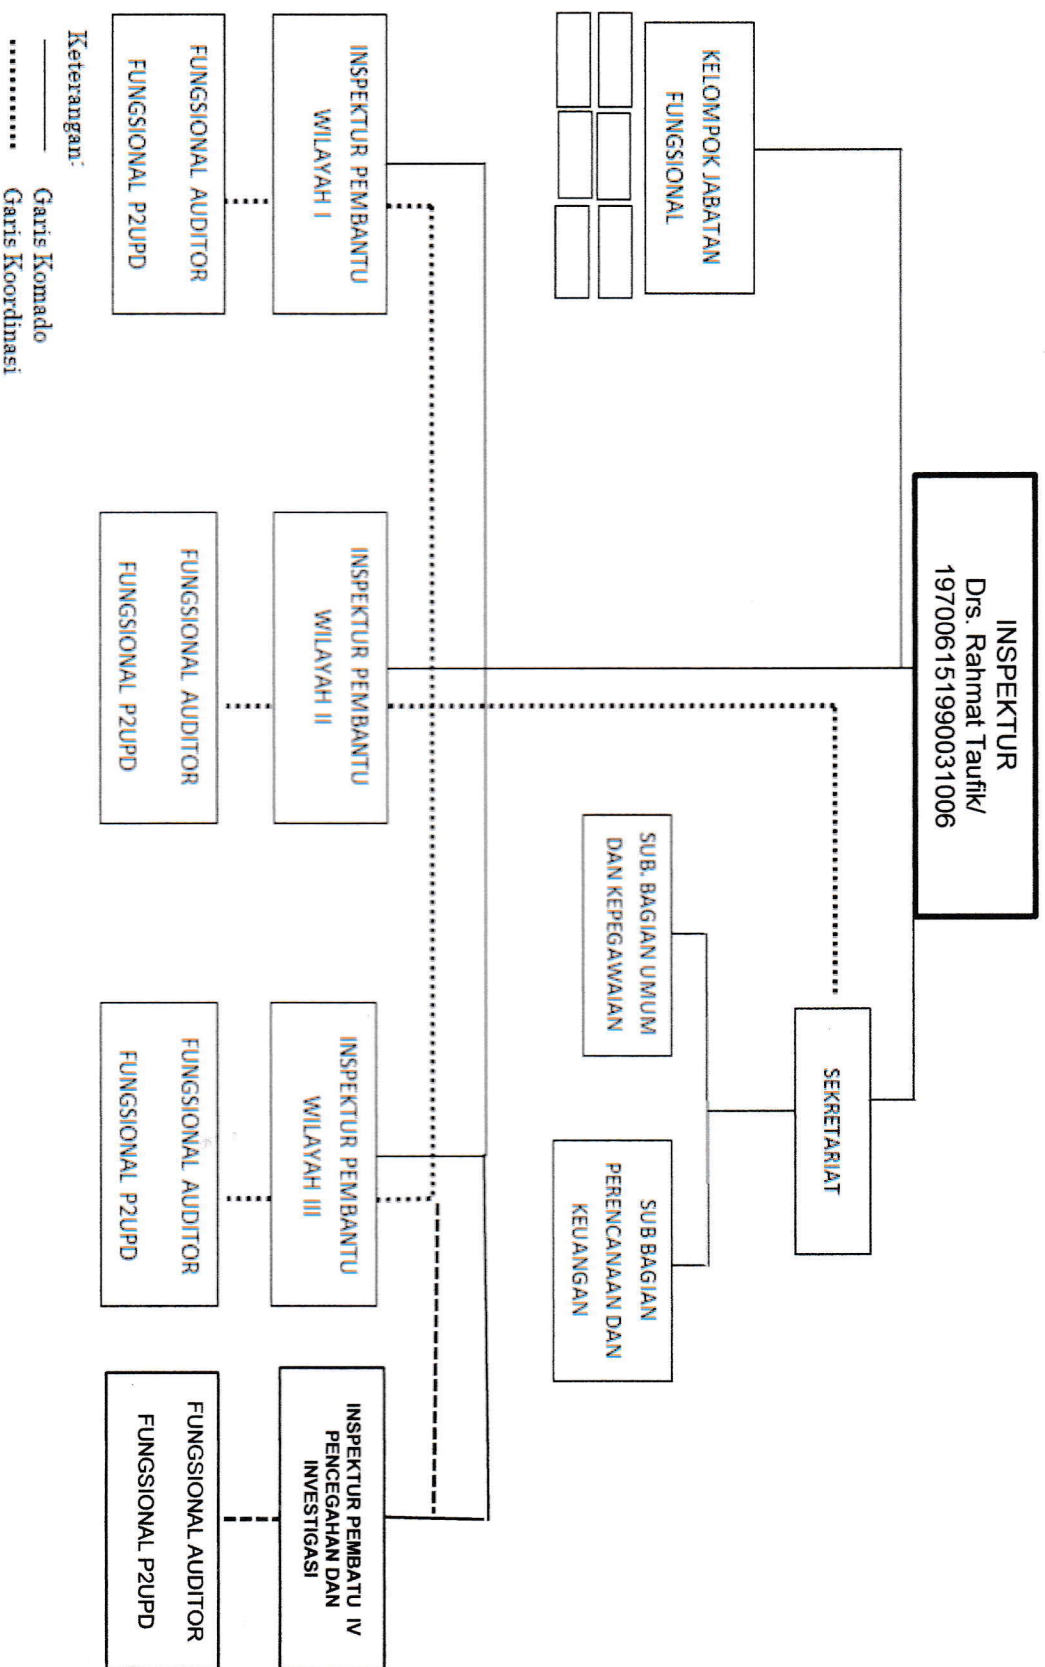 INSPEKTUR
Drs. Rahmat Taufik/
197006151990031006
KELOMPOK JABATAN
FUNGSIONAL
SEKRETARIAT
SUB. BAGIAN UMUM
DAN KEPEGAWAIAN
SUB BAGIAN
PERENCANAAN DAN
KEUANGAN
INSPEKTUR PEMBANTU
WILAYAH I
INSPEKTUR PEMBANTU
WILAYAH II
INSPEKTUR PEMBANTU
WILAYAH III
INSPEKTUR PEMBATU IV
PENCEGAHAN DAN
INVESTIGASI
FUNGSIONAL AUDITOR
FUNGSIONAL P2UPD
FUNGSIONAL AUDITOR
FUNGSIONAL P2UPD
FUNGSIONAL AUDITOR
FUNGSIONAL P2UPD
FUNGSIONAL AUDITOR
FUNGSIONAL P2UPD
Keterangan:
Garis Komado
Garis Koordinasi